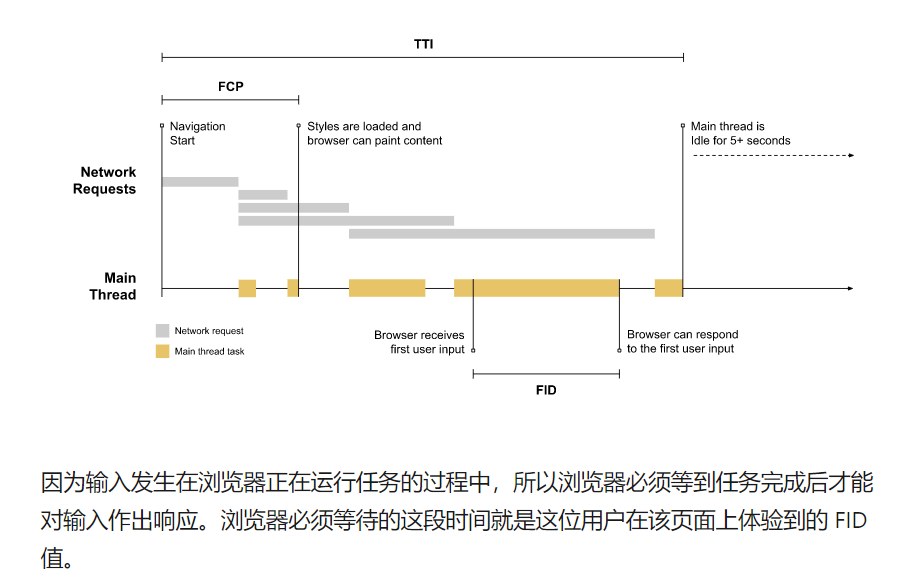 TTI
FCP
Navigation
Start
Styles are loaded and
browser can paint content
Main thread is
Idle for 5+ seconds
Network
Requests
Main
Thread
Network request
Main thread task
Browser receives
first user input
Browser can respond
to the first user input
FID
因为输入发生在浏览器正在运行任务的过程中，所以浏览器必须等到任务完成后才能
对输入作出响应。浏览器必须等待的这段时间就是这位用户在该页面上体验到的 FID
值。